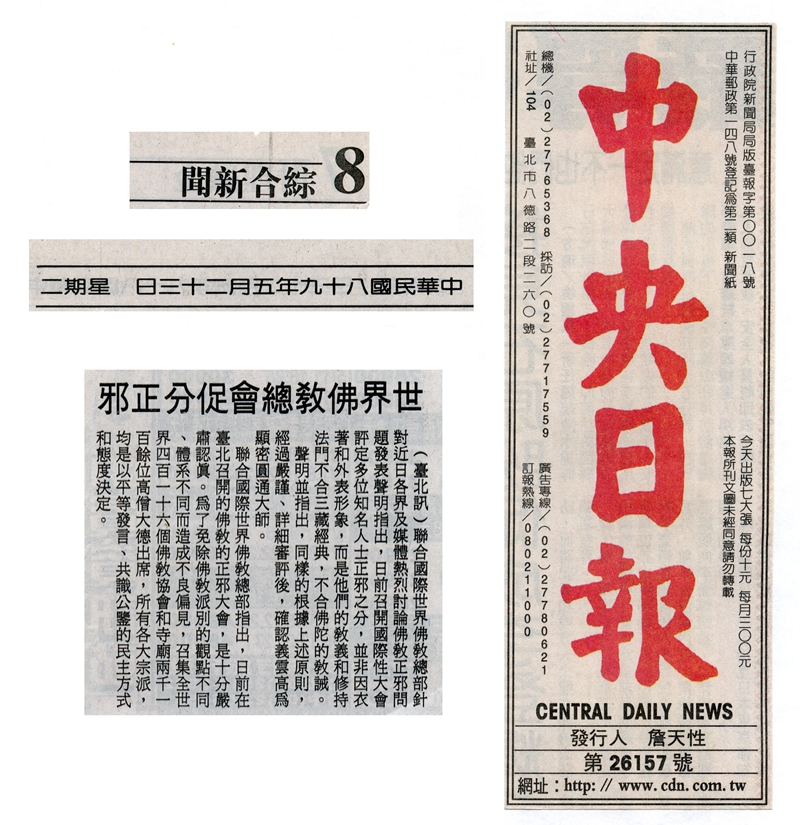 8 綜合新聞
中華民國八十九年五月二十三日 星期二
世界佛教總會促分正邪
（臺北訊）聯合國際世界佛教總部針
對近日各界及媒體熱烈討論佛教正邪問
題發表聲明指出，日前召開國際性大會
評定多位知名人士正邪之分，並非因衣
著和外表形象，而是他們的教義和修持
法門不合三藏經典，不合佛陀的教誡。
聲明並指出，同樣的根據上述原則，
經過嚴謹、詳細審評後，確認義雲高為
顯密圓通大師。
聯合國際世界佛教總部指出，日前在
臺北召開的佛教的正邪大會，是十分嚴
肅認真。為了免除佛教派別的觀點不同
、體系不同而造成不良偏見，召集全世
界四百一十六個佛教協會和寺廟兩千一
百餘位高僧大德出席，所有各大宗派，
均是以平等發言、共識公鑒的民主方式
和態度決定。
行政院新聞局局版臺報字第〇〇一八號
中華郵政第一四八號登記為第二類 新聞紙
今天出版七大張 每份十元 每月三〇〇元
本報所刊文圖未經同意請勿轉載
中央日報
總機／(02)27765368 採訪／(02)27717559 廣告專線／(02)27780621
社址／104 臺北市八德路二段二六〇號 訂報熱線／080211000
CENTRAL DAILY NEWS
發行人 詹天性
第 26157 號
網址：http: // www. cdn. com. tw